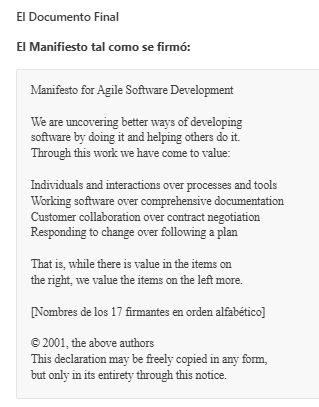 El Documento Final
El Manifiesto tal como se firmó:
Manifesto for Agile Software Development
We are uncovering better ways of developing
software by doing it and helping others do it.
Through this work we have come to value:
Individuals and interactions over processes and tools
Working software over comprehensive documentation
Customer collaboration over contract negotiation
Responding to change over following a plan
That is, while there is value in the items on
the right, we value the items on the left more.
[Nombres de los 17 firmantes en orden alfabético]
© 2001, the above authors
This declaration may be freely copied in any form,
but only in its entirety through this notice.